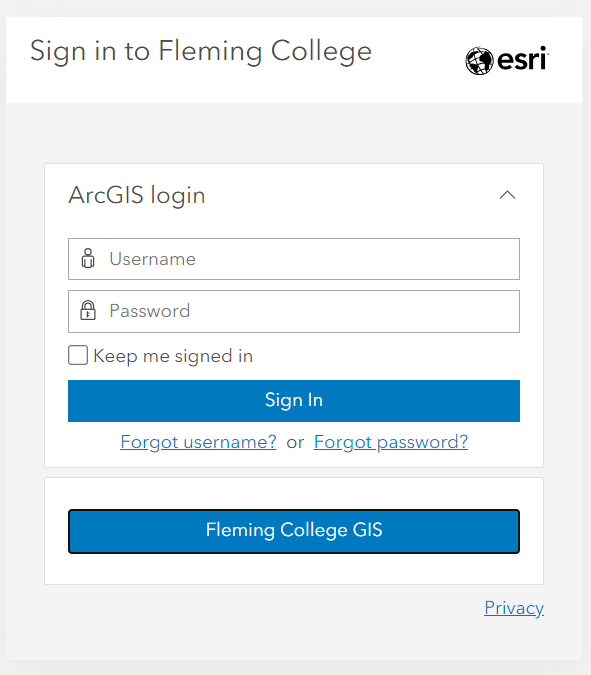 Sign in to Fleming College
esri
ArcGIS login
Username
Password
Keep me signed in
Sign In
Forgot username? or Forgot password?
Fleming College GIS
Privacy